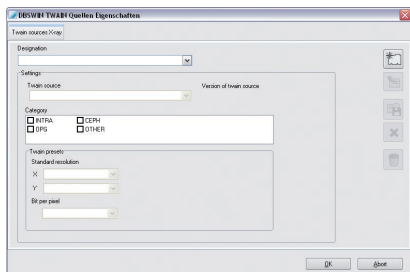 DBSWIN TWAIN Quellen Eigenschaften
Twain sources X-ray
Designation
Settings
Twain source
Version of twain source
Category
INTRA
CEPH
OPG
OTHER
Twain presets
Standard resolution
X
Y
Bit per pixel
OK
Abort